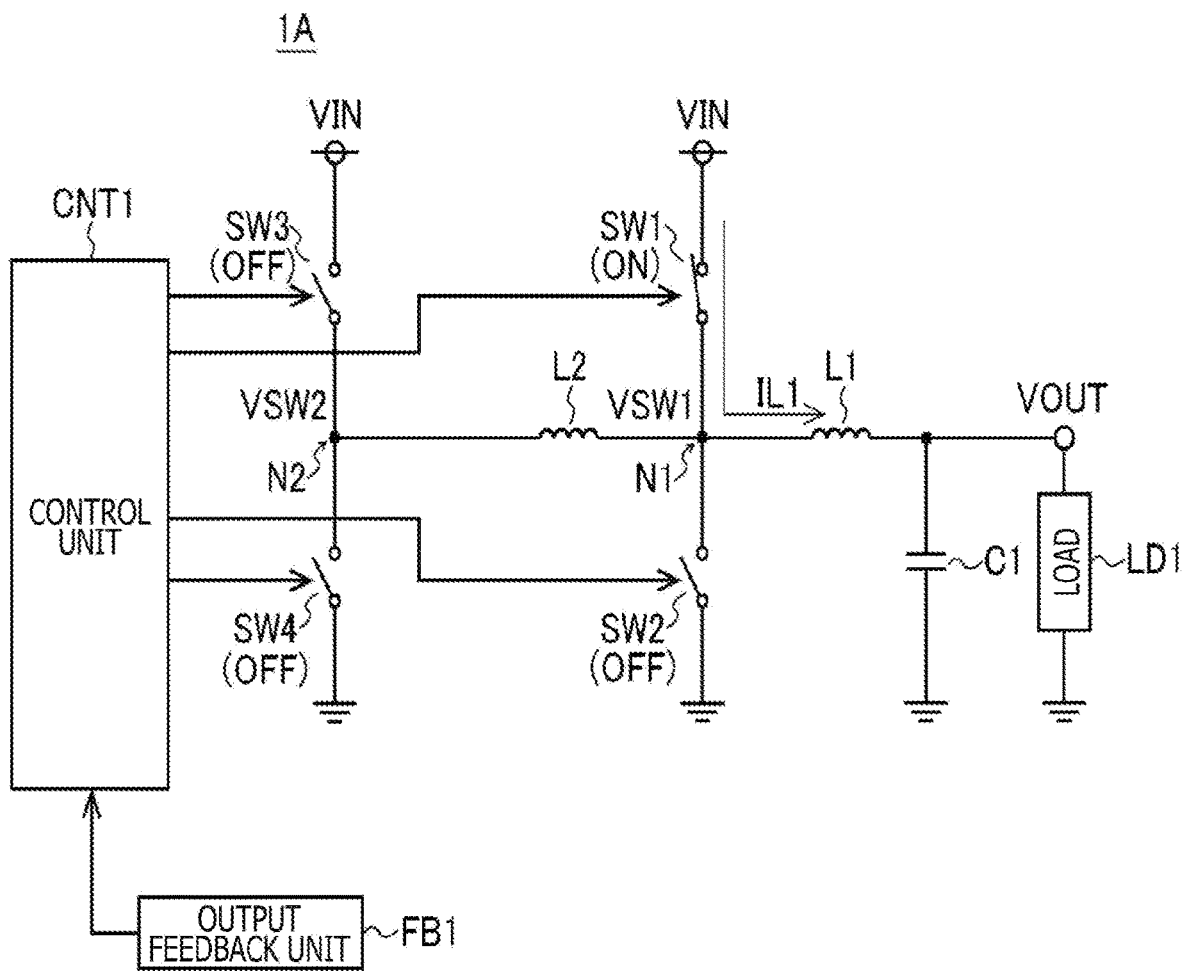 1A
VIN
VIN
CNT1
SW3
(OFF)
SW1
(ON)
L2
L1
IL1
VSW2
VSW1
VOUT
N2
N1
CONTROL
UNIT
C1
LOAD
LD1
SW4
(OFF)
SW2
(OFF)
OUTPUT
FEEDBACK UNIT
FB1